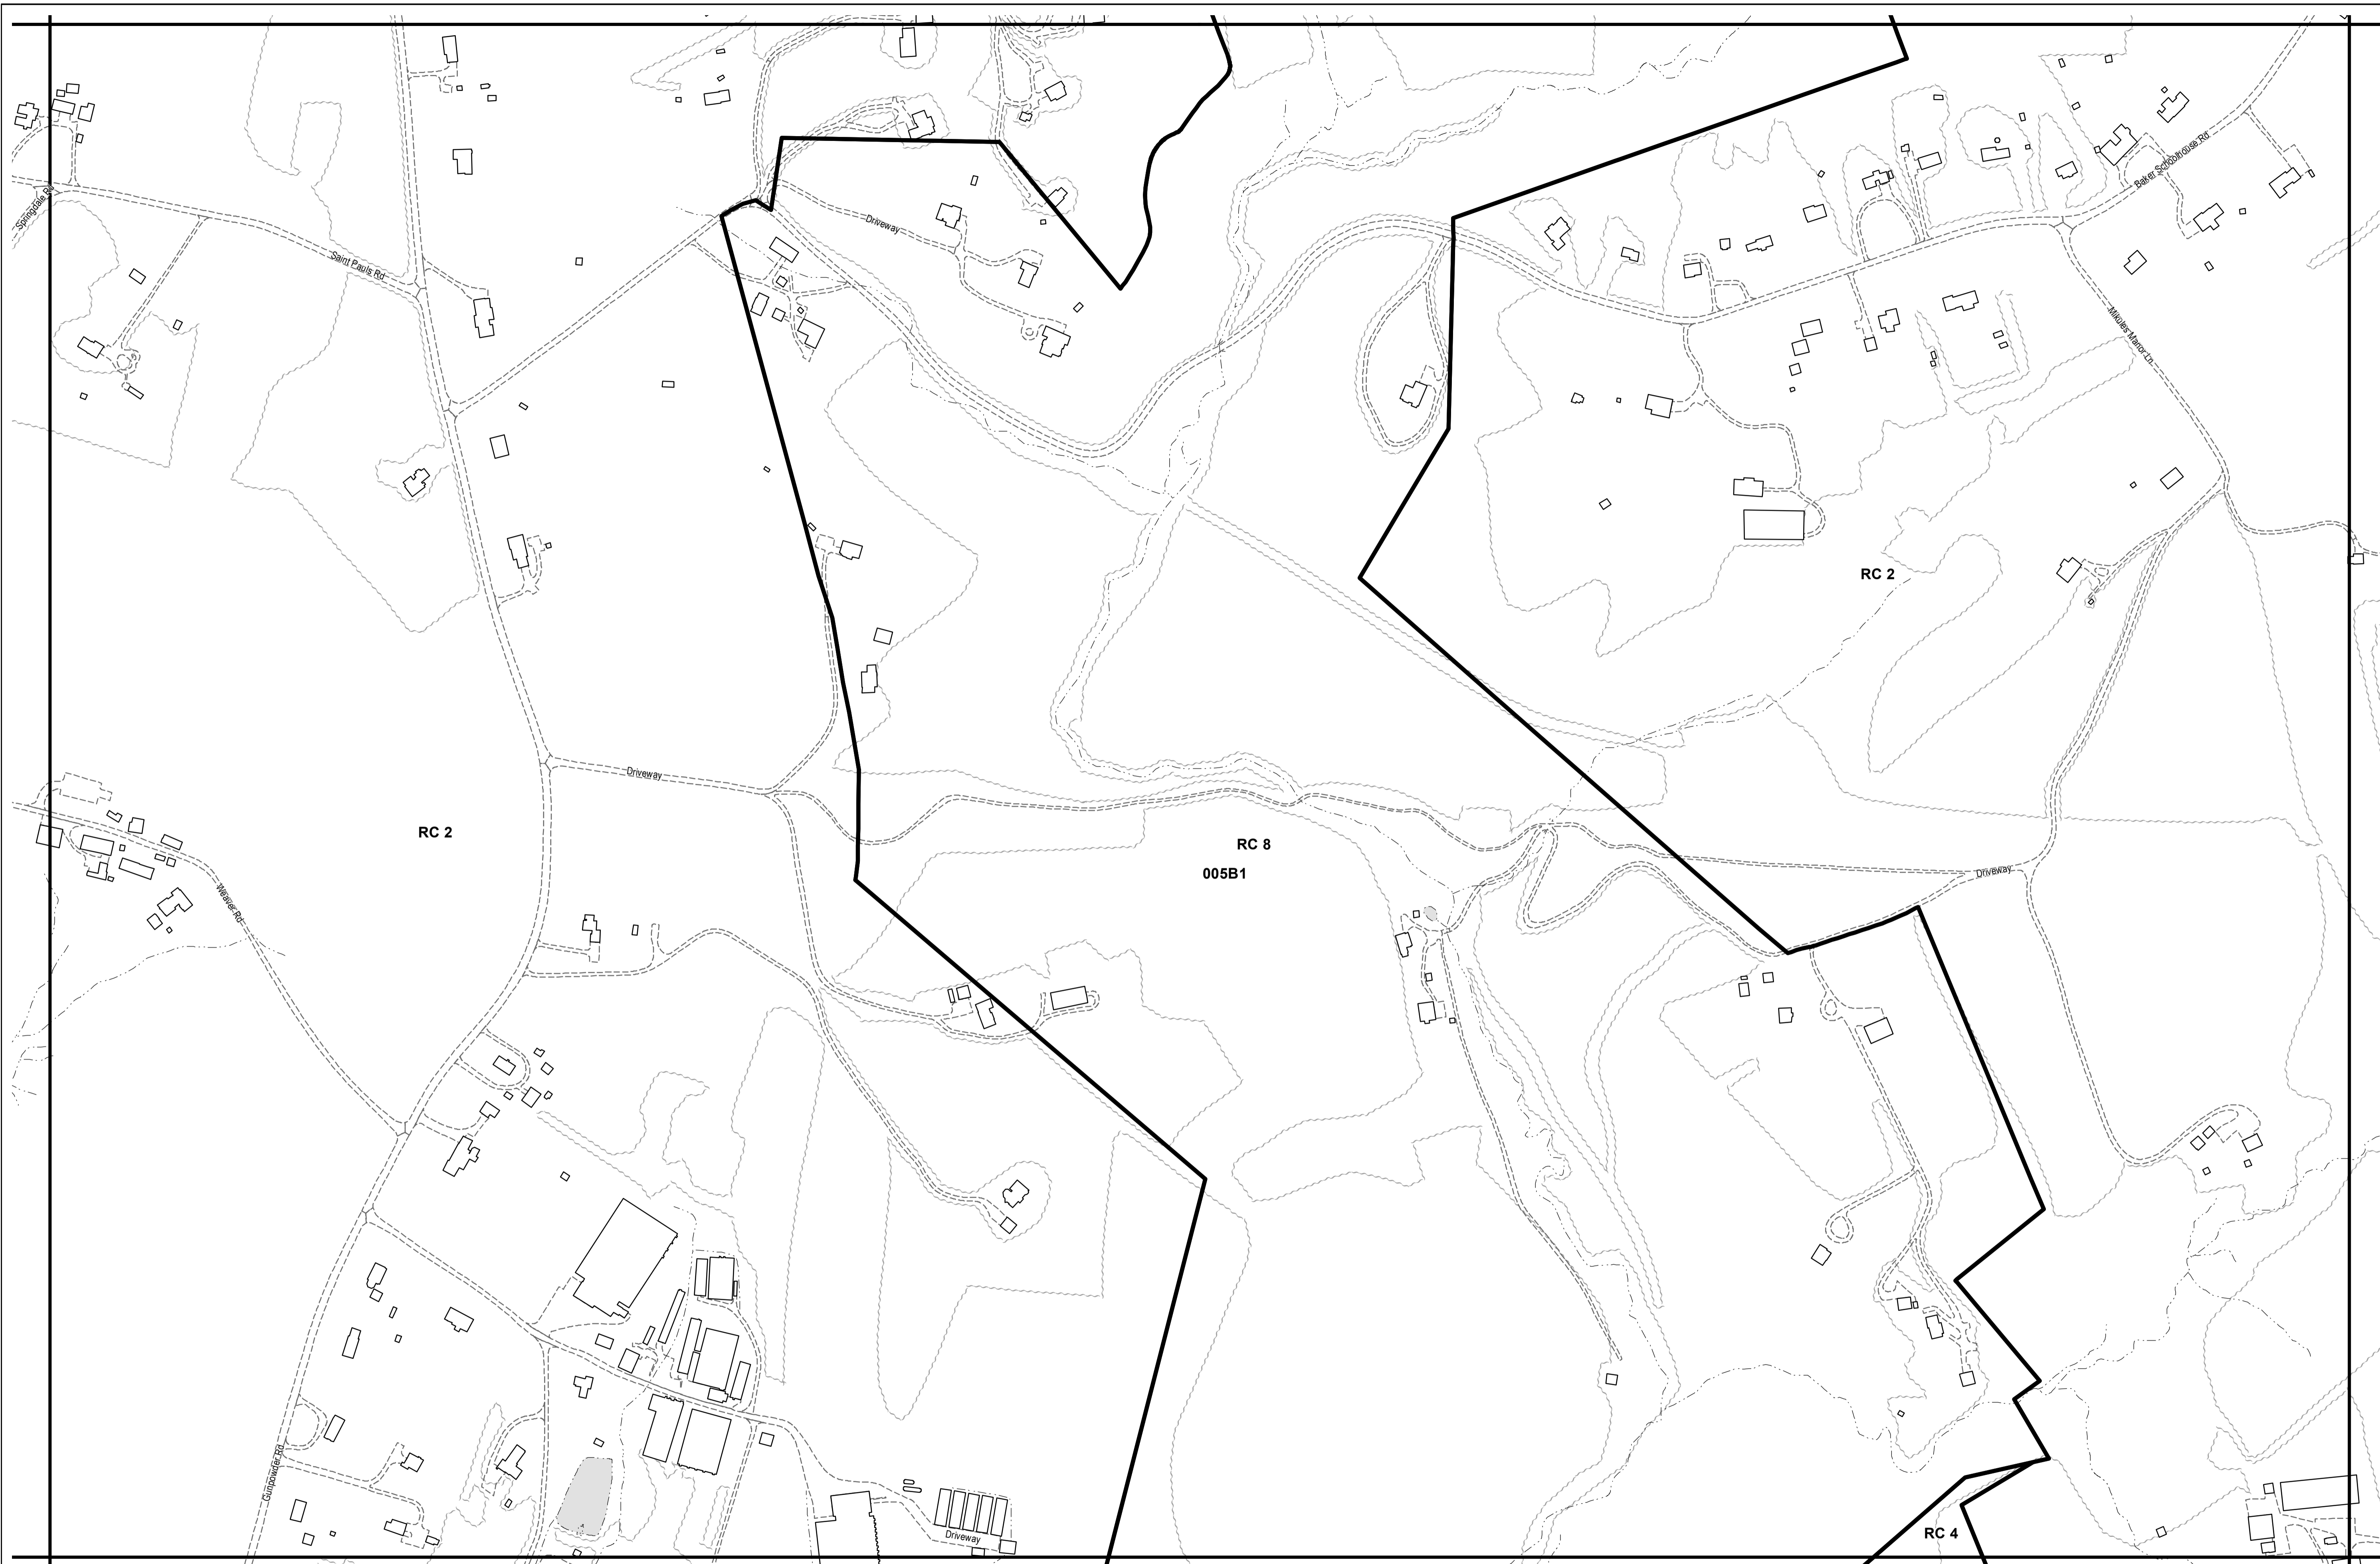 Springdale Rd
Saint Pauls Rd
Driveway
Baker Schoolhouse Rd
Mikules Manor Ln
RC 2
Driveway
RC 2
RC 8
005B1
Weaver Rd
Driveway
Gunpowder Rd
Driveway
RC 4